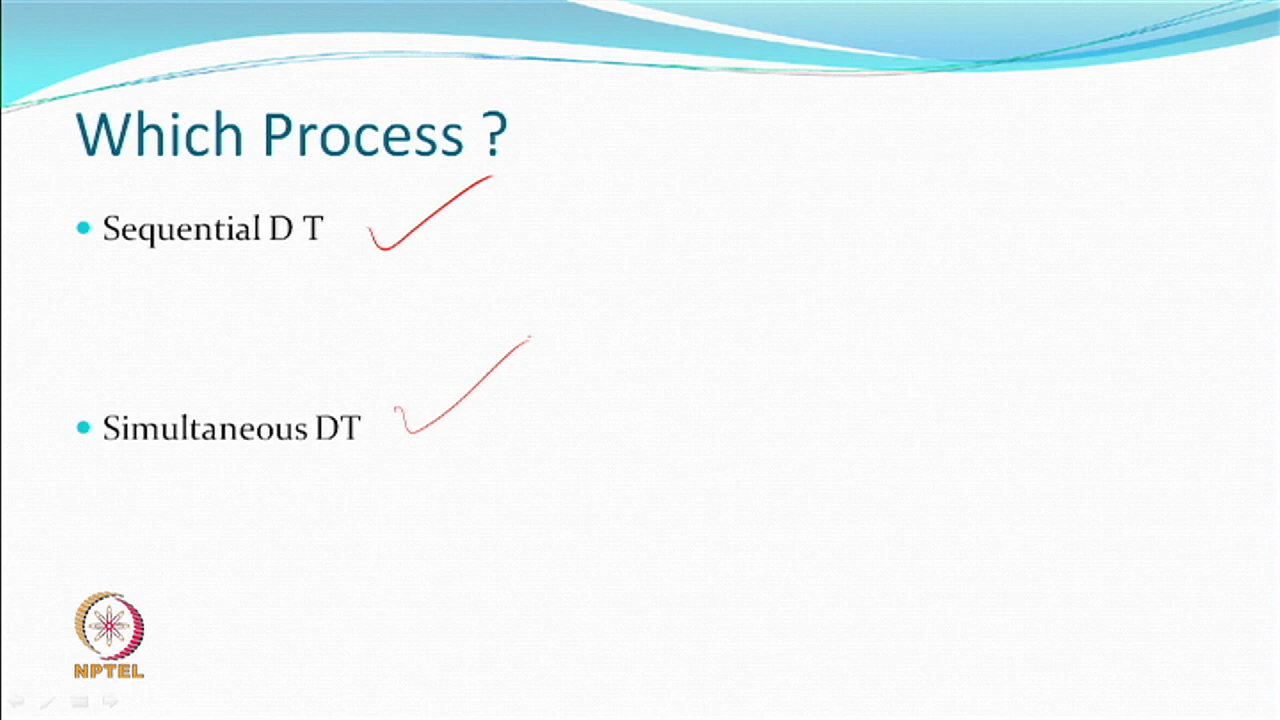 Which Process ?
Sequential D T
Simultaneous DT
NPTEL